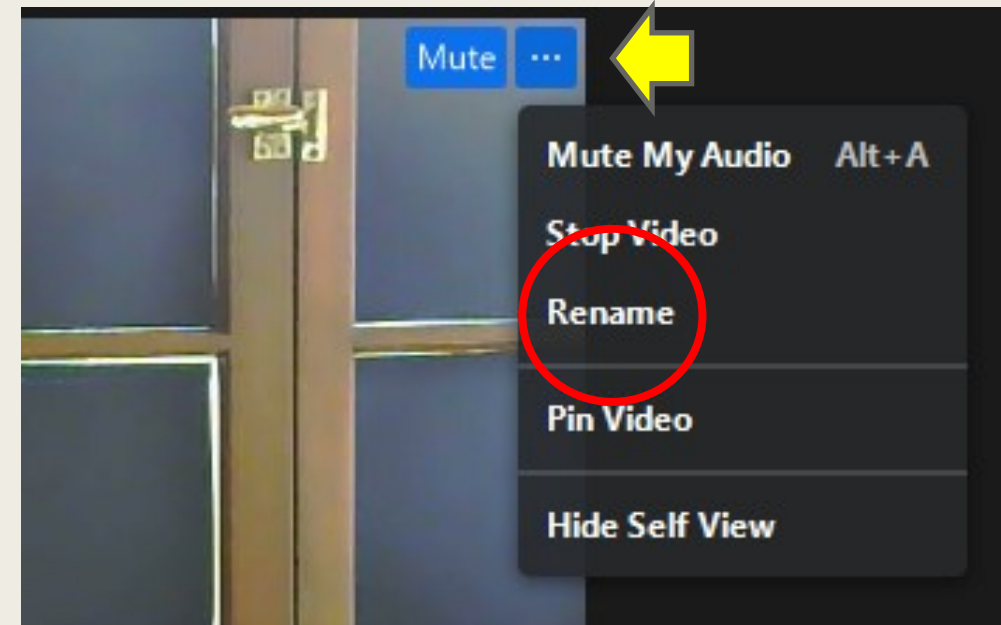 Mute ...
Mute My Audio Alt+A
Stop Video
Rename
Pin Video
Hide Self View